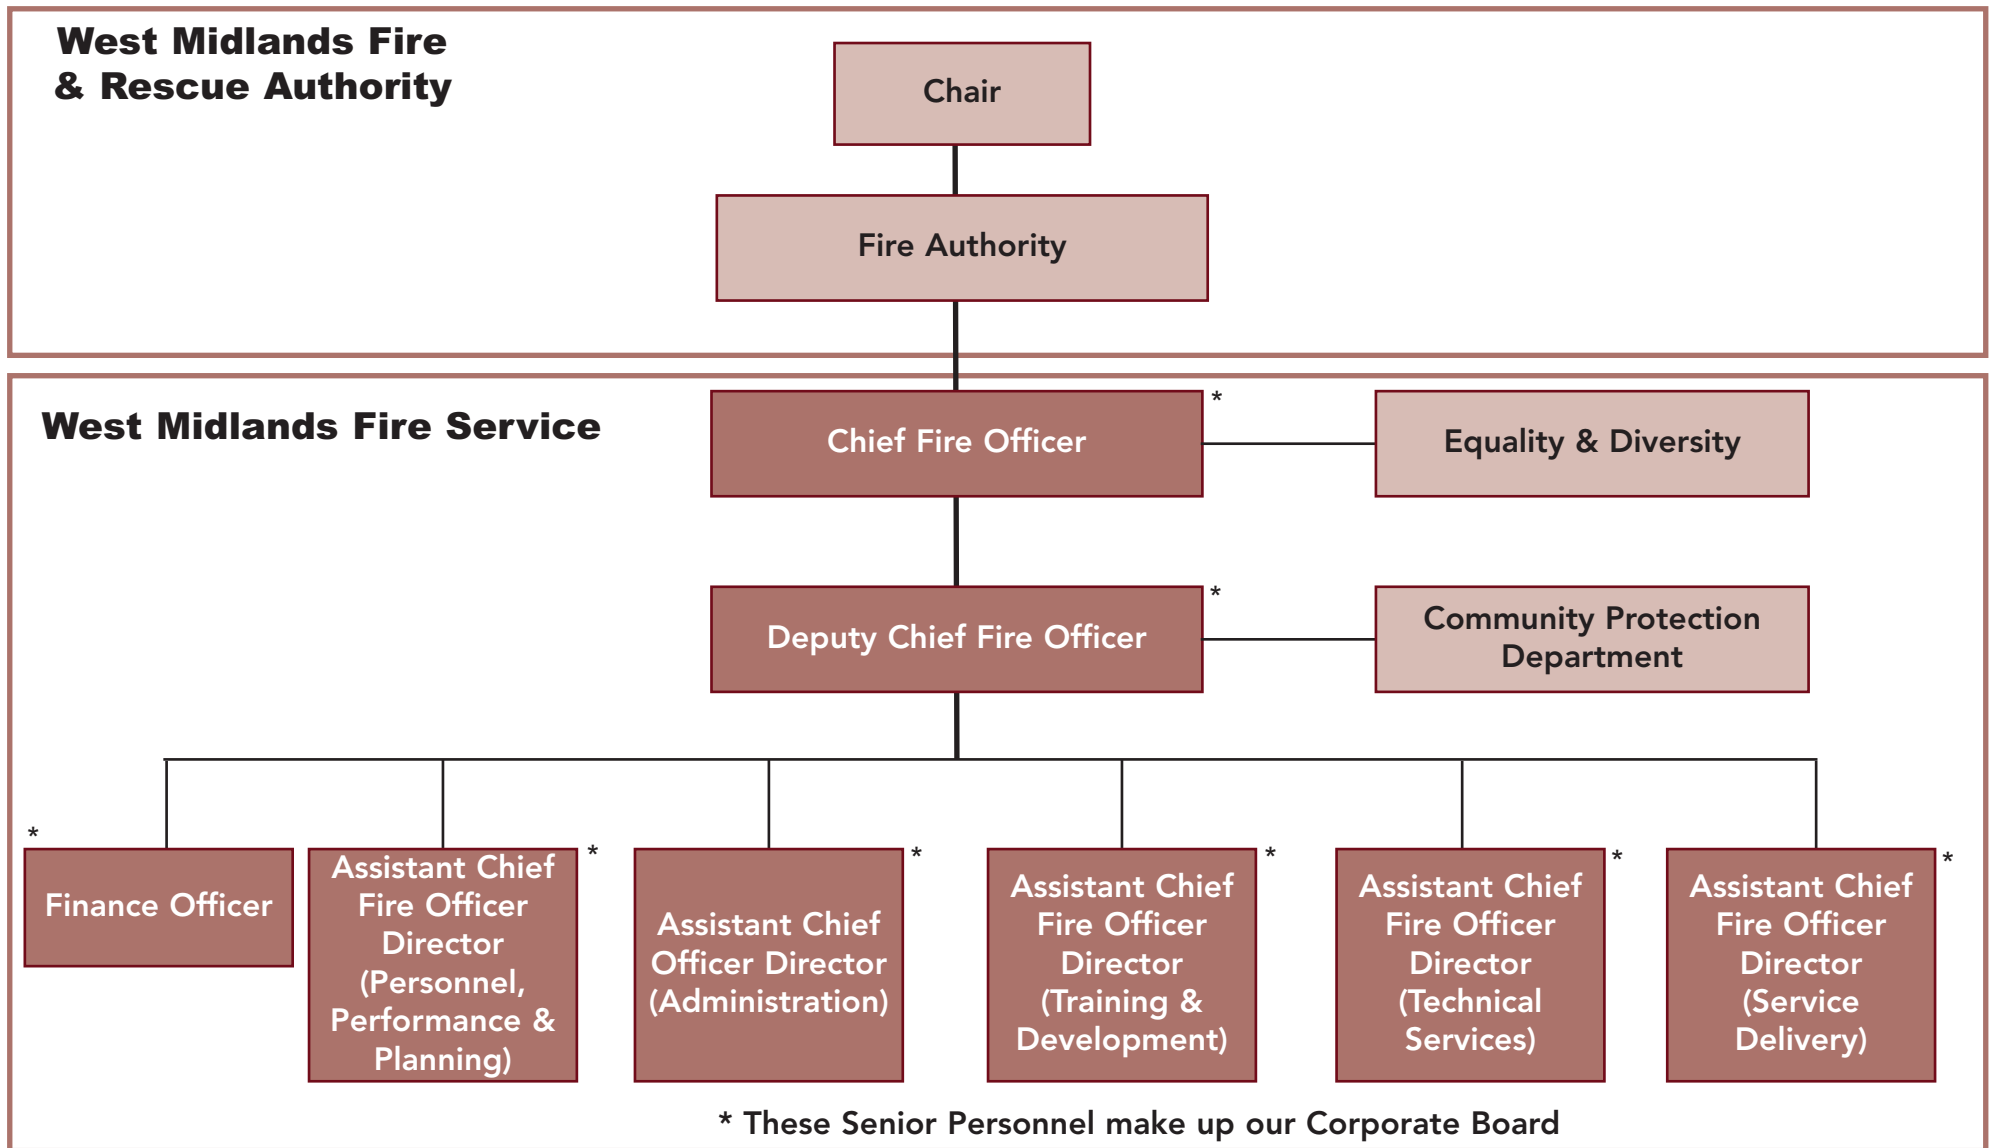 West Midlands Fire
& Rescue Authority
Chair
Fire Authority
West Midlands Fire Service
Chief Fire Officer
*
Equality & Diversity
Deputy Chief Fire Officer
*
Community Protection
Department
*
Finance Officer
Assistant Chief
Fire Officer
Director
(Personnel,
Performance &
Planning)
*
Assistant Chief
Officer Director
(Administration)
*
Assistant Chief
Fire Officer
Director
(Training &
Development)
*
Assistant Chief
Fire Officer
Director
(Technical
Services)
*
Assistant Chief
Fire Officer
Director
(Service
Delivery)
*
* These Senior Personnel make up our Corporate Board